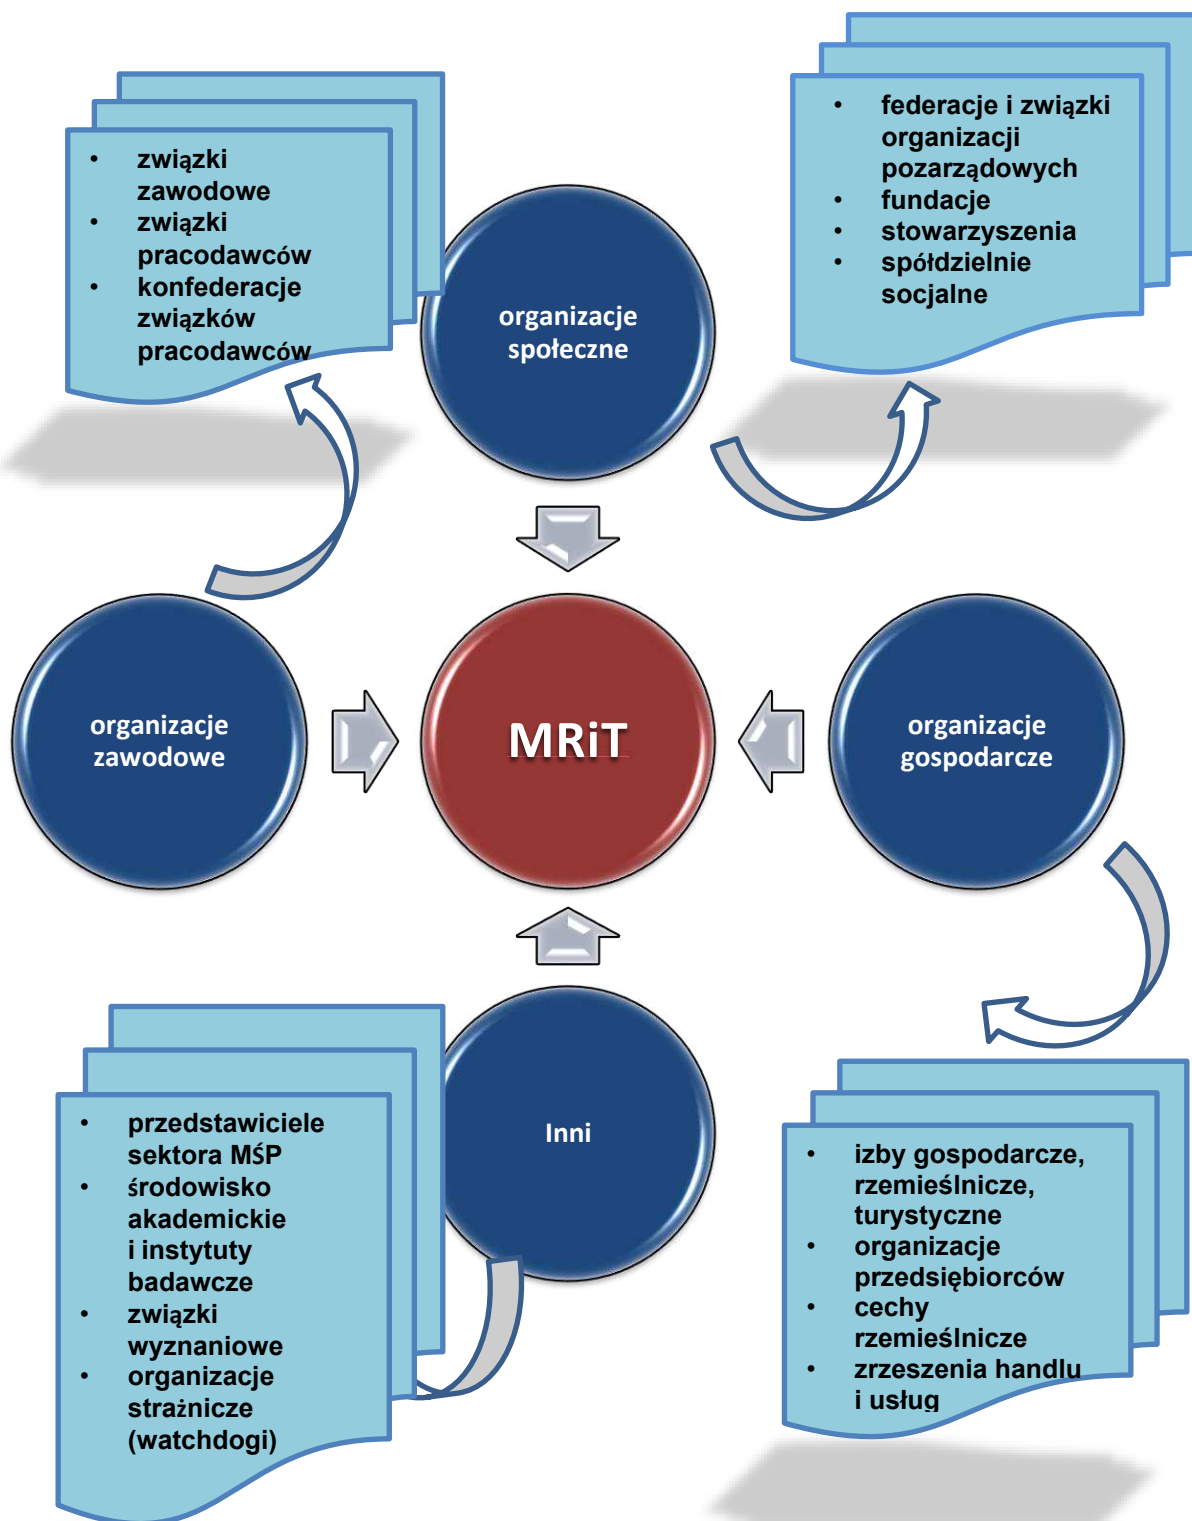 • związki
zawodowe
• związki
pracodawców
• konfederacje
związków
pracodawców
• federacje i związki
organizacji
pozarządowych
• fundacje
• stowarzyszenia
• spółdzielnie
socjalne
organizacje
społeczne
organizacje
zawodowe
MRiT
organizacje
gospodarcze
Inni
• przedstawiciele
sektora MŚP
• środowisko
akademickie
i instytuty
badawcze
• związki
wyznaniowe
• organizacje
strażnicze
(watchdogi)
• izby gospodarcze,
rzemieślnicze,
turystyczne
• organizacje
przedsiębiorców
• cechy
rzemieślnicze
• zrzeszenia handlu
i usług